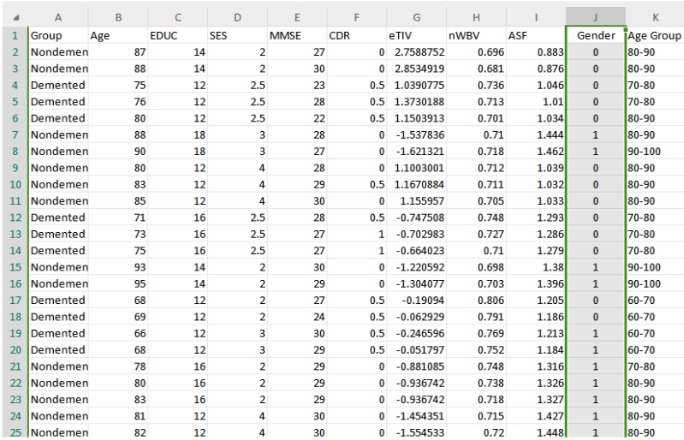 A B C D E F G H I J K
1 Group Age EDUC SES MMSE CDR eTIV nWBV ASF Gender Age Group
2 Nondemen 87 14 2 27 0 2.7588752 0.696 0.883 0 80-90
3 Nondemen 88 14 2 30 0 2.8534919 0.681 0.876 0 80-90
4 Demented 75 12 2.5 23 0.5 1.0390775 0.736 1.046 0 70-80
5 Demented 76 12 2.5 28 0.5 1.3730188 0.713 1.01 0 70-80
6 Demented 80 12 2.5 22 0.5 1.1503913 0.701 1.034 0 80-90
7 Nondemen 88 18 3 28 0 -1.537836 0.71 1.444 1 80-90
8 Nondemen 90 18 3 27 0 -1.621321 0.718 1.462 1 90-100
9 Nondemen 80 12 4 28 0 1.1003001 0.712 1.039 0 80-90
10 Nondemen 83 12 4 29 0.5 1.1670884 0.711 1.032 0 80-90
11 Nondemen 85 12 4 30 0 1.155957 0.705 1.033 0 80-90
12 Demented 71 16 2.5 28 0.5 -0.747508 0.748 1.293 0 70-80
13 Demented 73 16 2.5 27 1 -0.702983 0.727 1.286 0 70-80
14 Demented 75 16 2.5 27 1 -0.664023 0.71 1.279 0 70-80
15 Nondemen 93 14 2 30 0 -1.220592 0.698 1.38 1 90-100
16 Nondemen 95 14 2 29 0 -1.304077 0.703 1.396 1 90-100
17 Demented 68 12 2 27 0.5 -0.19094 0.806 1.205 0 60-70
18 Demented 69 12 2 24 0.5 -0.062929 0.791 1.186 0 60-70
19 Demented 66 12 3 30 0.5 -0.246596 0.769 1.213 1 60-70
20 Demented 68 12 3 29 0.5 -0.051797 0.752 1.184 1 60-70
21 Nondemen 78 16 2 29 0 -0.881085 0.748 1.316 1 70-80
22 Nondemen 80 16 2 29 0 -0.936742 0.738 1.326 1 80-90
23 Nondemen 83 16 2 29 0 -0.936742 0.718 1.327 1 80-90
24 Nondemen 81 12 4 30 0 -1.454351 0.715 1.427 1 80-90
25 Nondemen 82 12 4 30 0 -1.554533 0.72 1.448 1 80-90